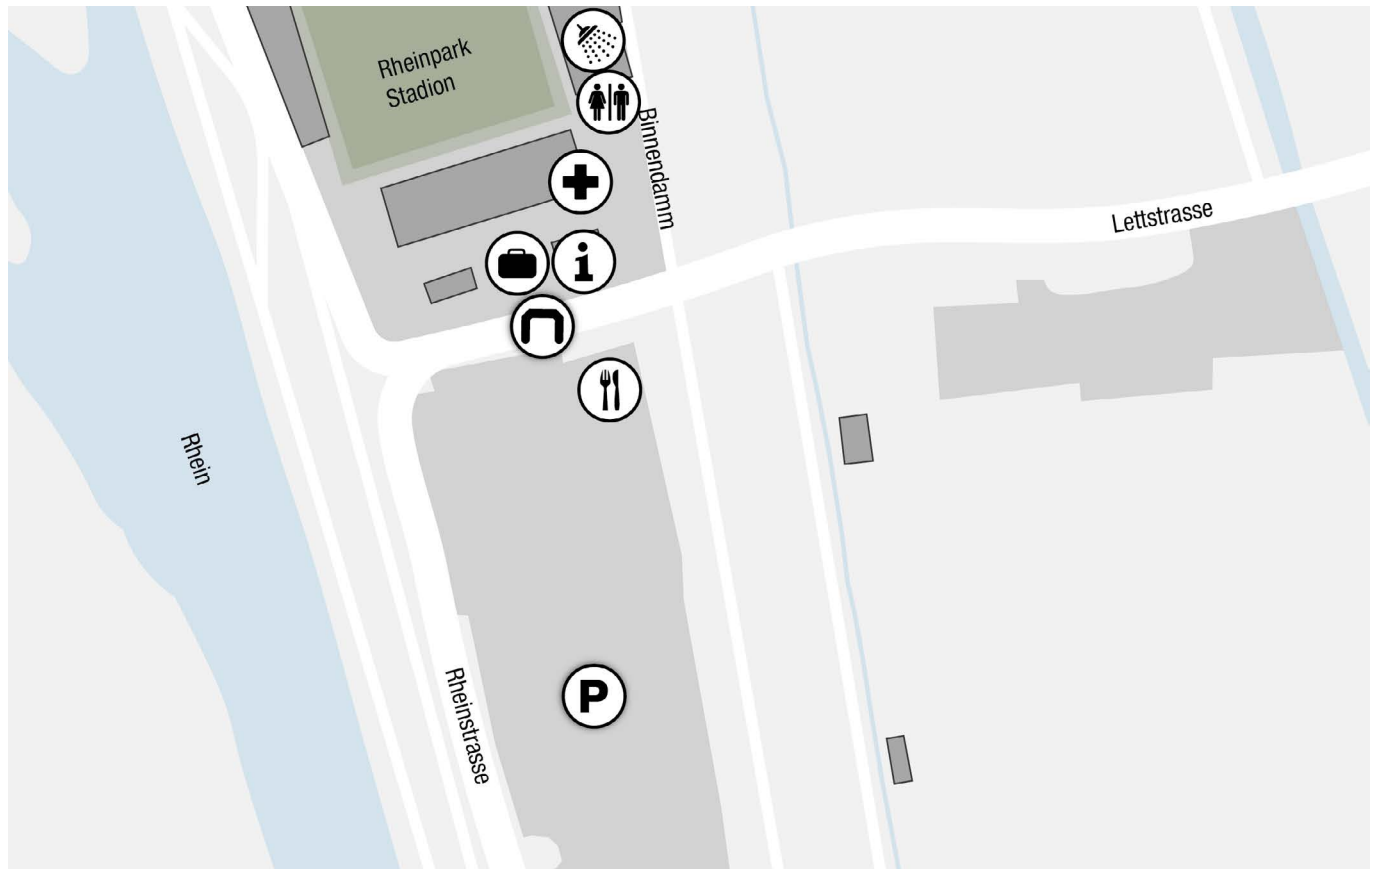 Rheinpark
Stadion
Binnendamm
Lettstrasse
i
Rhein
P
Rheinstrasse